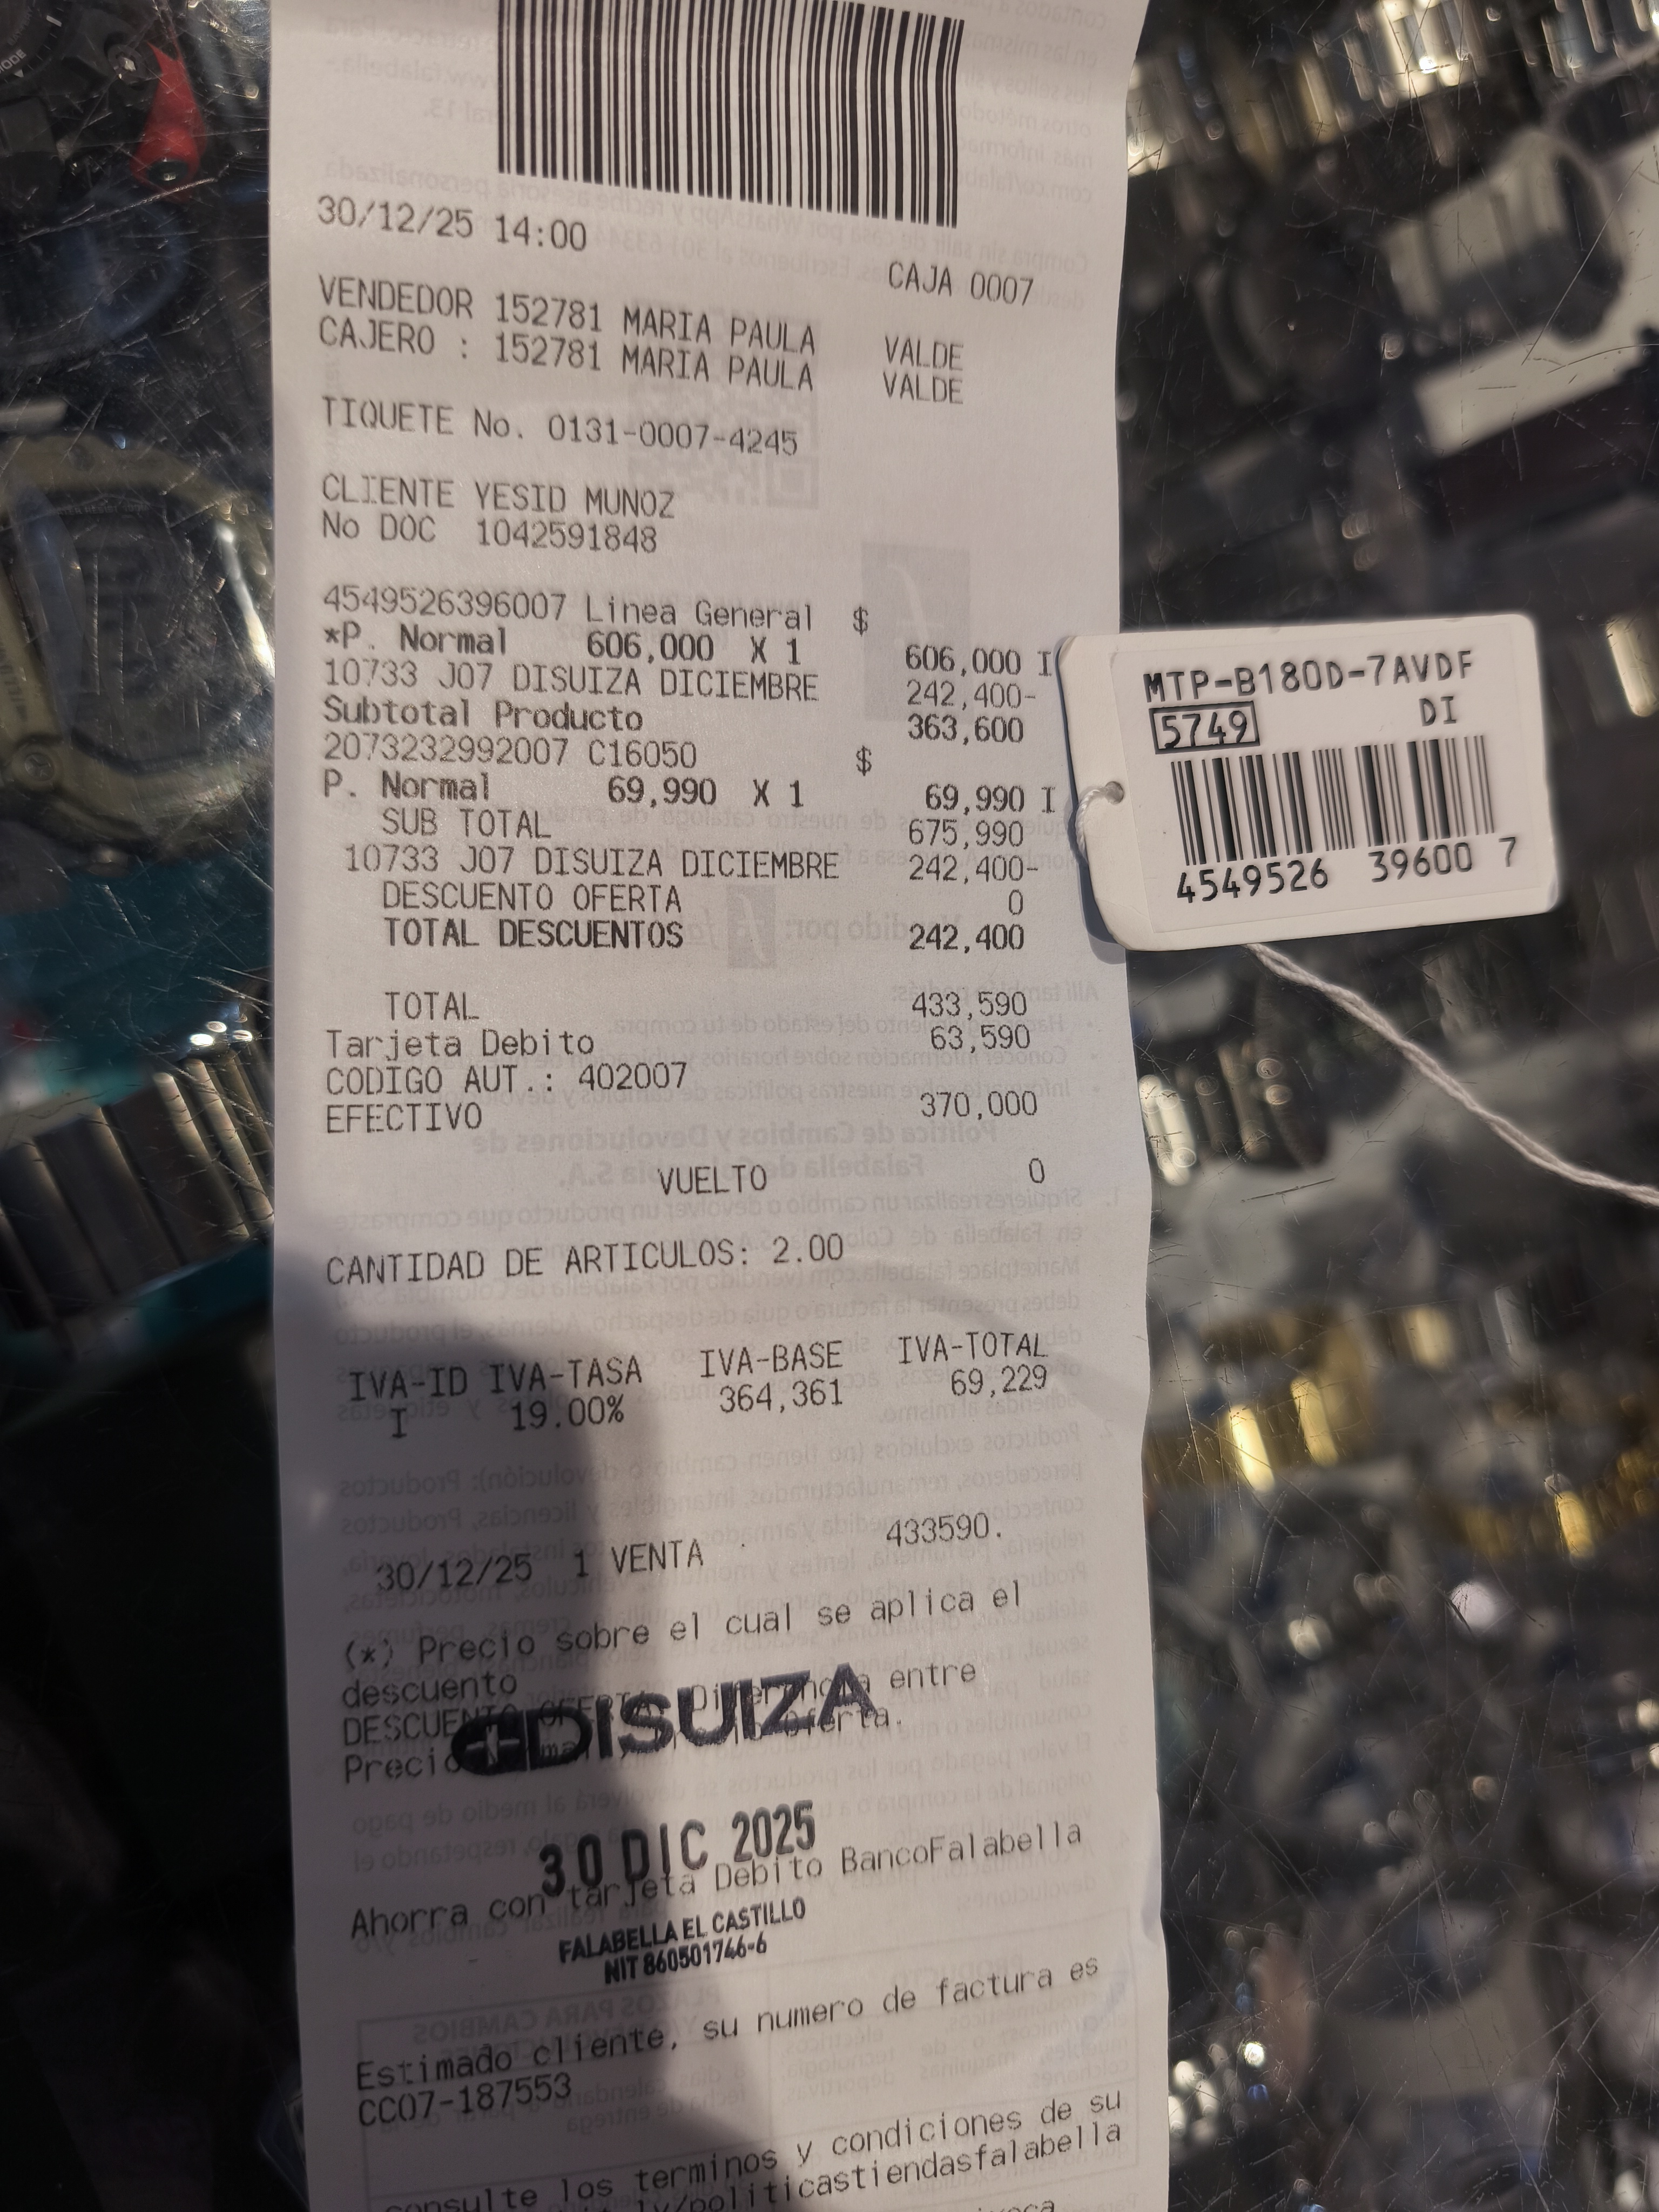 30/12/25 14:00
CAJA 0007
VENDEDOR 152781 MARIA PAULA VALDE
CAJERO : 152781 MARIA PAULA VALDE
TIQUETE No. 0131-0007-4245
CLIENTE YESID MUNOZ
No DOC 1042591848
4549526396007 Linea General $
*P. Normal 606,000 X 1 606,000 I
10733 J07 DISUIZA DICIEMBRE 242,400-
Subtotal Producto 363,600
2073232992007 C16050 $
P. Normal 69,990 X 1 69,990 I
SUB TOTAL 675,990
10733 J07 DISUIZA DICIEMBRE 242,400-
DESCUENTO OFERTA 0
TOTAL DESCUENTOS 242,400
TOTAL 433,590
Tarjeta Debito 63,590
CODIGO AUT.: 402007
EFECTIVO 370,000
VUELTO 0
CANTIDAD DE ARTICULOS: 2.00
IVA-ID IVA-TASA IVA-BASE IVA-TOTAL
I 19.00% 364,361 69,229
30/12/25 1 VENTA 433590.
(*) Precio sobre el cual se aplica el
descuento
DESCUENTO OFERTA: Diferencia entre
Precio oferta.
DISUIZA
30 DIC 2025
Ahorra con tarjeta Debito BancoFalabella
FALABELLA EL CASTILLO
NIT 860501746-6
Estimado cliente, su numero de factura es
CC07-187553
consulte los terminos y condiciones de su
ly/politicastiendasfalabella
MTP-B180D-7AVDF
5749 DI
4549526 39600 7